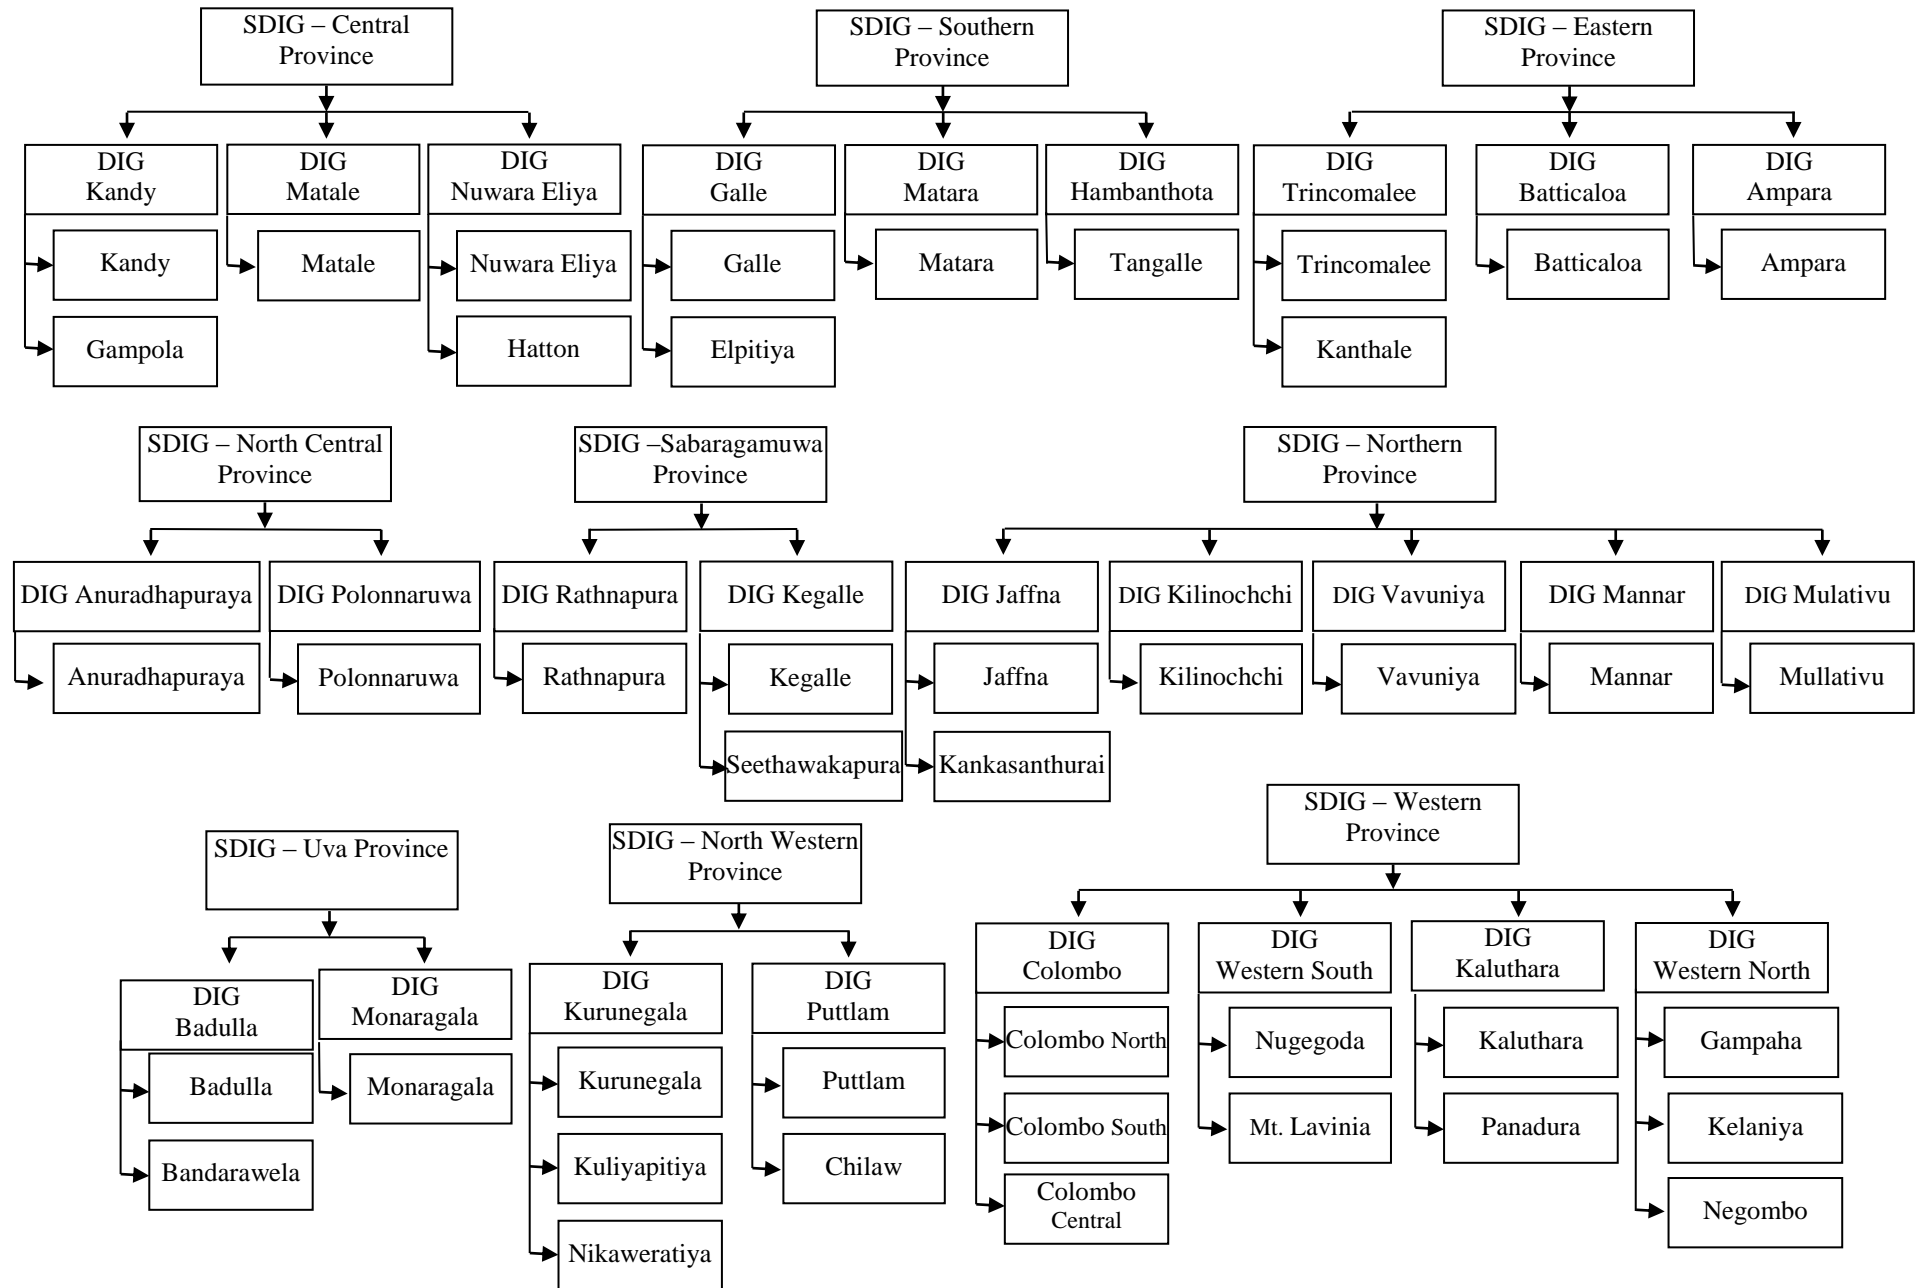 SDIG – Central
Province
SDIG – Southern
Province
SDIG – Eastern
Province
DIG
Kandy
DIG
Matale
DIG
Nuwara Eliya
DIG
Galle
DIG
Matara
DIG
Hambanthota
DIG
Trincomalee
DIG
Batticaloa
DIG
Ampara
Kandy
Matale
Nuwara Eliya
Galle
Matara
Tangalle
Trincomalee
Batticaloa
Ampara
Gampola
Hatton
Elpitiya
Kanthale
SDIG – North Central
Province
SDIG –Sabaragamuwa
Province
SDIG – Northern
Province
DIG Anuradhapuraya
DIG Polonnaruwa
DIG Rathnapura
DIG Kegalle
DIG Jaffna
DIG Kilinochchi
DIG Vavuniya
DIG Mannar
DIG Mulativu
Anuradhapuraya
Polonnaruwa
Rathnapura
Kegalle
Jaffna
Kilinochchi
Vavuniya
Mannar
Mullativu
Seethawakapura
Kankasanthurai
SDIG – Uva Province
SDIG – North Western
Province
SDIG – Western
Province
DIG
Badulla
DIG
Monaragala
DIG
Kurunegala
DIG
Puttlam
DIG
Colombo
DIG
Western South
DIG
Kaluthara
DIG
Western North
Badulla
Monaragala
Kurunegala
Puttlam
Colombo North
Nugegoda
Kaluthara
Gampaha
Bandarawela
Kuliyapitiya
Chilaw
Colombo South
Mt. Lavinia
Panadura
Kelaniya
Nikaweratiya
Colombo
Central
Negombo